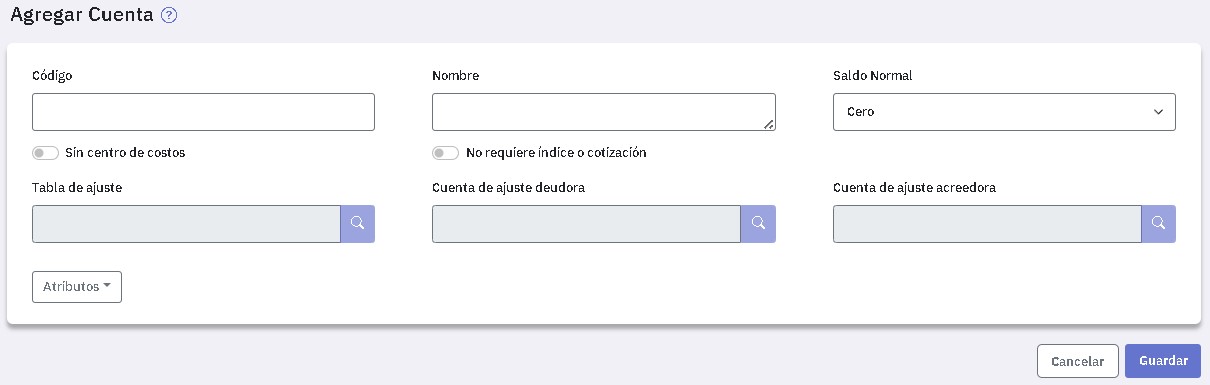 Agregar Cuenta ?
Código
Nombre
Saldo Normal
Cero
Sin centro de costos
No requiere índice o cotización
Tabla de ajuste
Cuenta de ajuste deudora
Cuenta de ajuste acreedora
Atributos
Cancelar
Guardar